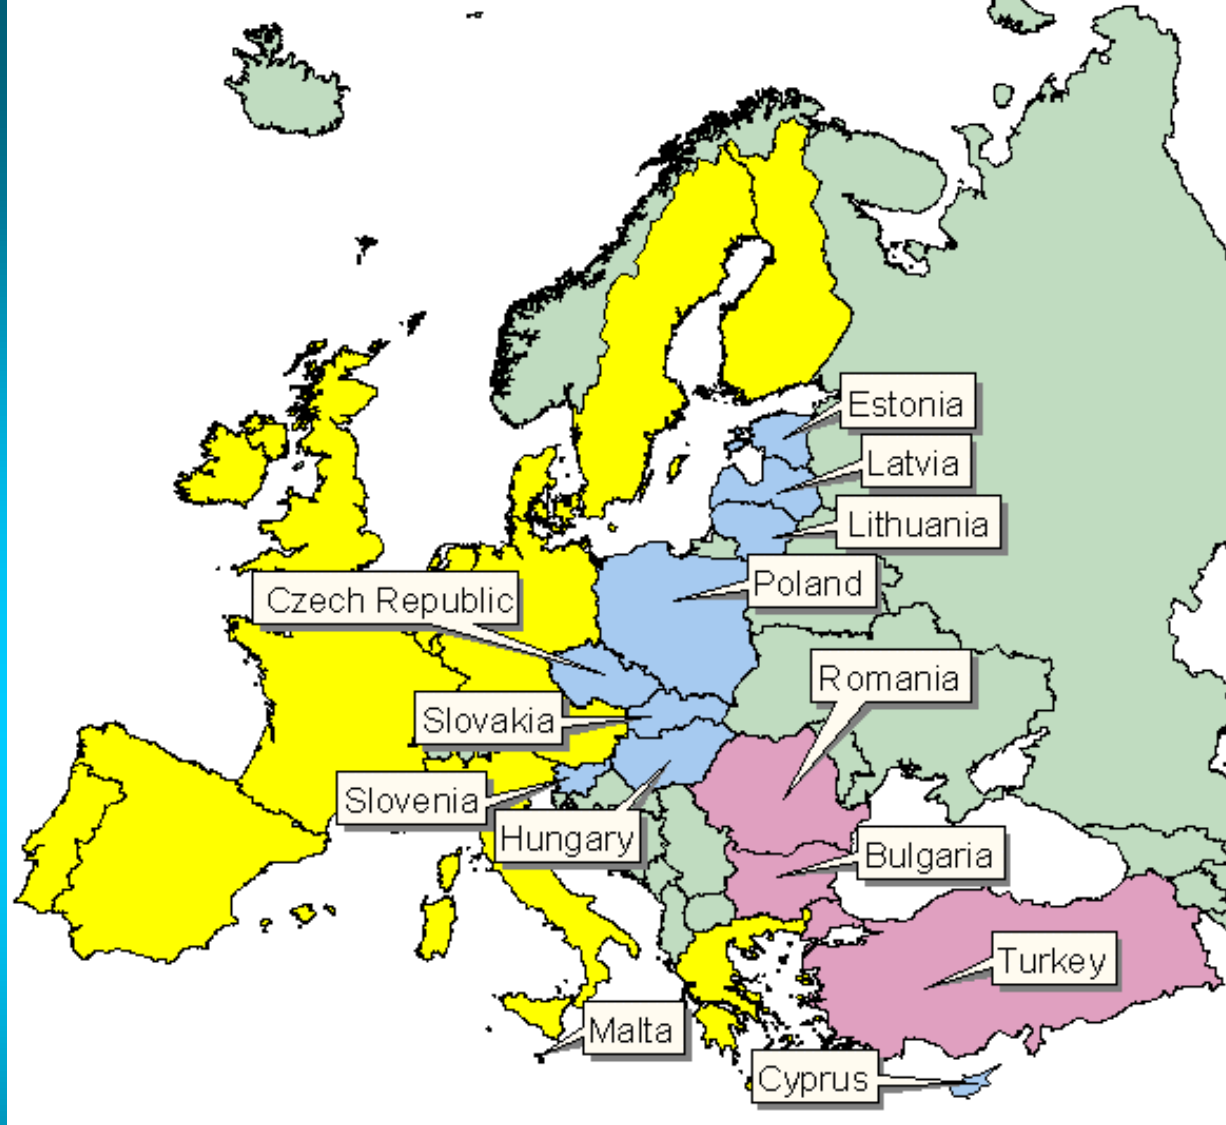 Estonia
Latvia
Lithuania
Poland
Czech Republic
Romania
Slovakia
Slovenia
Hungary
Bulgaria
Turkey
Malta
Cyprus